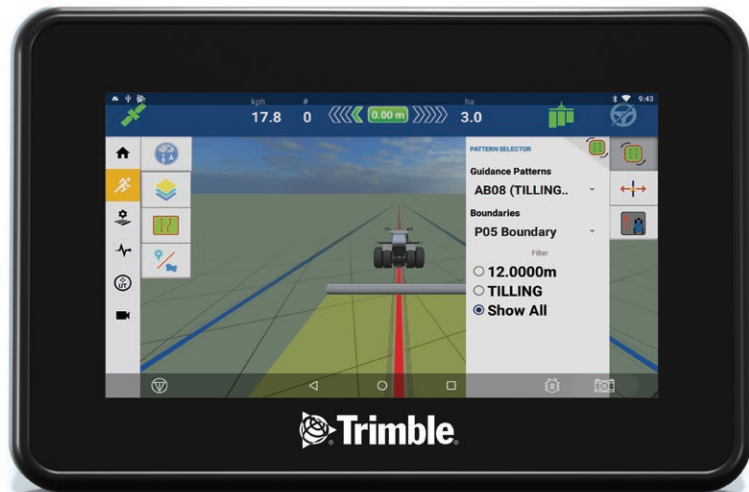 kph # ha 9:43
17.8 0 0.00 m 3.0
PATTERN SELECTOR
Guidance Patterns
AB08 (TILLING..
Boundaries
P05 Boundary
Filter
12.0000m
TILLING
Show All
UT
Trimble